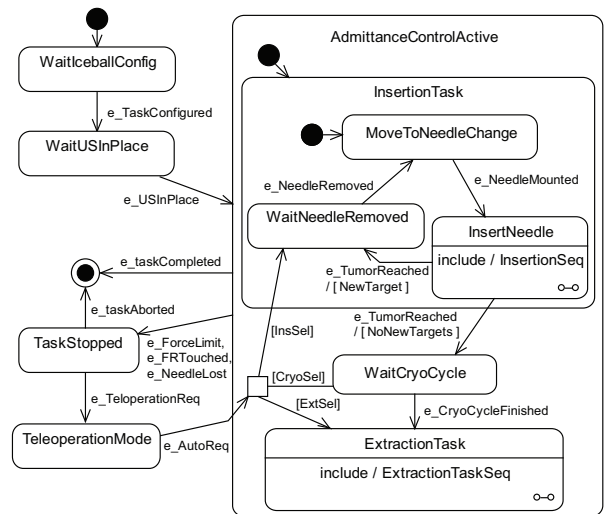 WaitIceballConfig
e_TaskConfigured
WaitUSInPlace
e_USInPlace
AdmittanceControlActive
InsertionTask
MoveToNeedleChange
e_NeedleRemoved
e_NeedleMounted
WaitNeedleRemoved
InsertNeedle
include / InsertionSeq
e_TumorReached
/ [ NewTarget ]
e_taskCompleted
e_taskAborted
TaskStopped
e_ForceLimit,
e_FRTouched,
e_NeedleLost
e_TeloperationReq
TeleoperationMode
e_AutoReq
[InsSel]
[CryoSel]
[ExtSel]
e_TumorReached
/ [ NoNewTargets ]
WaitCryoCycle
e_CryoCycleFinished
ExtractionTask
include / ExtractionTaskSeq